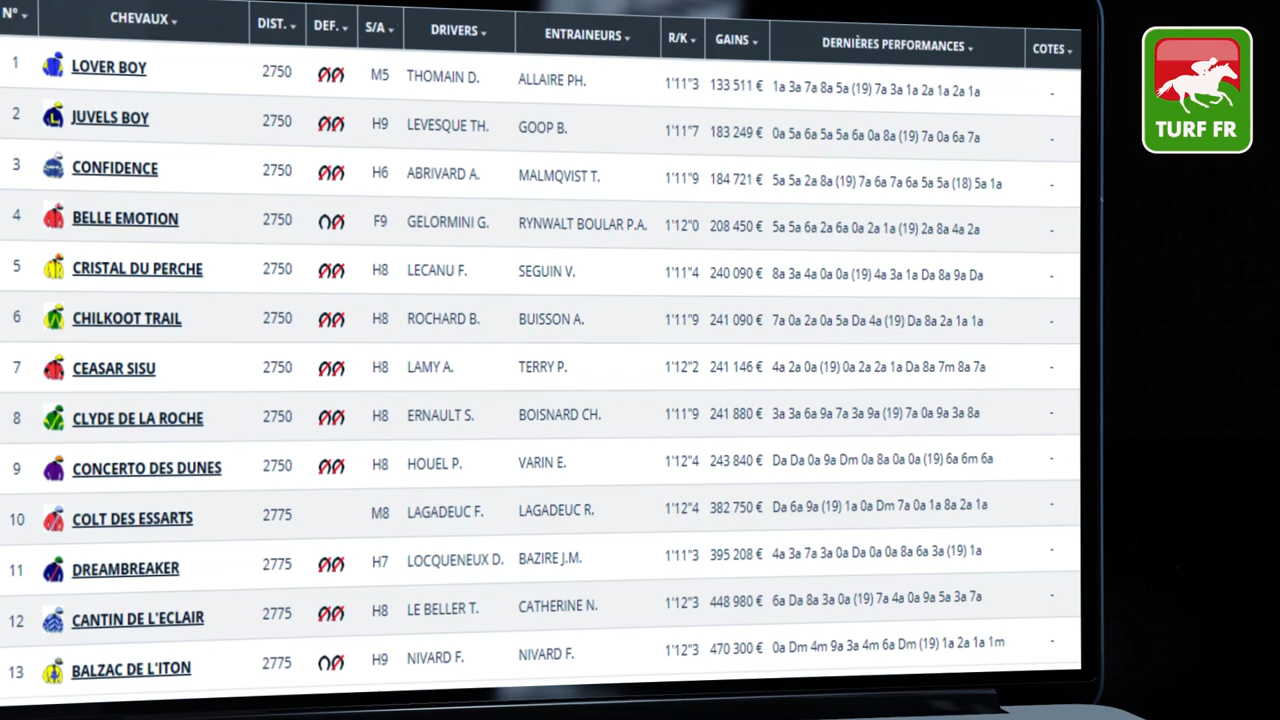 N° CHEVAUX DIST. DEF. S/A DRIVERS ENTRAINEURS R/K GAINS DERNIÈRES PERFORMANCES COTES
1 LOVER BOY 2750 M5 THOMAIN D. ALLAIRE PH. 1'11"3 133 511 € 1a 3a 7a 8a 5a (19) 7a 3a 1a 2a 1a 2a 1a -
2 JUVELS BOY 2750 H9 LEVESQUE TH. GOOP B. 1'11"7 183 249 € 0a 5a 6a 5a 5a 6a 0a 8a (19) 7a 0a 6a 7a -
3 CONFIDENCE 2750 H6 ABRIVARD A. MALMQVIST T. 1'11"9 184 721 € 5a 5a 2a 8a (19) 7a 6a 7a 6a 5a 5a (18) 5a 1a -
4 BELLE EMOTION 2750 F9 GELORMINI G. RYNWALT BOULAR P.A. 1'12"0 208 450 € 5a 5a 6a 2a 6a 0a 2a 1a (19) 2a 8a 4a 2a -
5 CRISTAL DU PERCHE 2750 H8 LECANU F. SEGUIN V. 1'11"4 240 090 € 8a 3a 4a 0a 0a (19) 4a 3a 1a Da 8a 9a Da -
6 CHILKOOT TRAIL 2750 H8 ROCHARD B. BUISSON A. 1'11"9 241 090 € 7a 0a 2a 0a 5a Da 4a (19) Da 8a 2a 1a 1a -
7 CEASAR SISU 2750 H8 LAMY A. TERRY P. 1'12"2 241 146 € 4a 2a 0a (19) 0a 2a 2a 1a Da 8a 7m 8a 7a -
8 CLYDE DE LA ROCHE 2750 H8 ERNAULT S. BOISNARD CH. 1'11"9 241 880 € 3a 3a 6a 9a 7a 3a 9a (19) 7a 0a 9a 3a 8a -
9 CONCERTO DES DUNES 2750 H8 HOUEL P. VARIN E. 1'12"4 243 840 € Da Da 0a 9a Dm 0a 8a 0a 0a (19) 6a 6m 6a -
10 COLT DES ESSARTS 2775 M8 LAGADEUC F. LAGADEUC R. 1'12"4 382 750 € Da 6a 9a (19) 1a 0a Dm 7a 0a 1a 8a 2a 1a -
11 DREAMBREAKER 2775 H7 LOCQUENEUX D. BAZIRE J.M. 1'11"3 395 208 € 4a 3a 7a 3a 0a Da 0a 0a 8a 6a 3a (19) 1a -
12 CANTIN DE L'ECLAIR 2775 H8 LE BELLER T. CATHERINE N. 1'12"3 448 980 € 6a Da 8a 3a 0a (19) 7a 4a 0a 9a 5a 3a 7a -
13 BALZAC DE L'ITON 2775 H9 NIVARD F. NIVARD F. 1'12"3 470 300 € 0a Dm 4m 9a 3a 4m 6a Dm (19) 1a 2a 1a 1m -
TURF FR